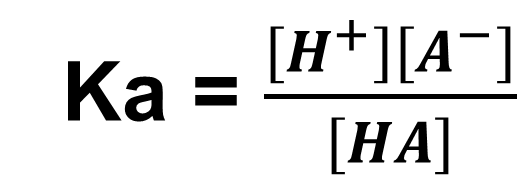 Ka = [H⁺][A⁻]
[HA]